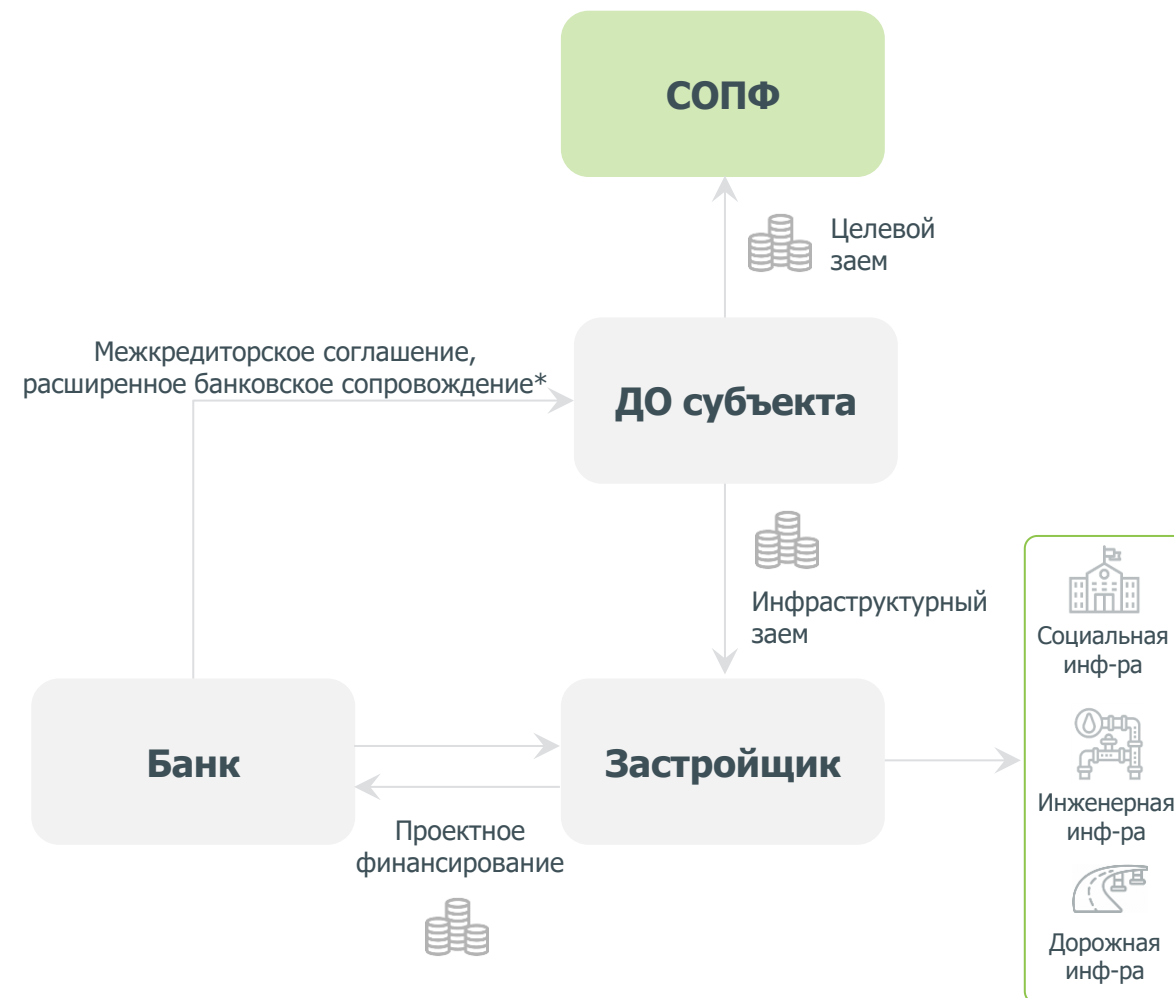 СОПФ
Целевой
заем
Межкредиторское соглашение,
расширенное банковское сопровождение*
ДО субъекта
Инфраструктурный
заем
Социальная
инф-ра
Банк
Застройщик
Инженерная
инф-ра
Проектное
финансирование
Дорожная
инф-ра